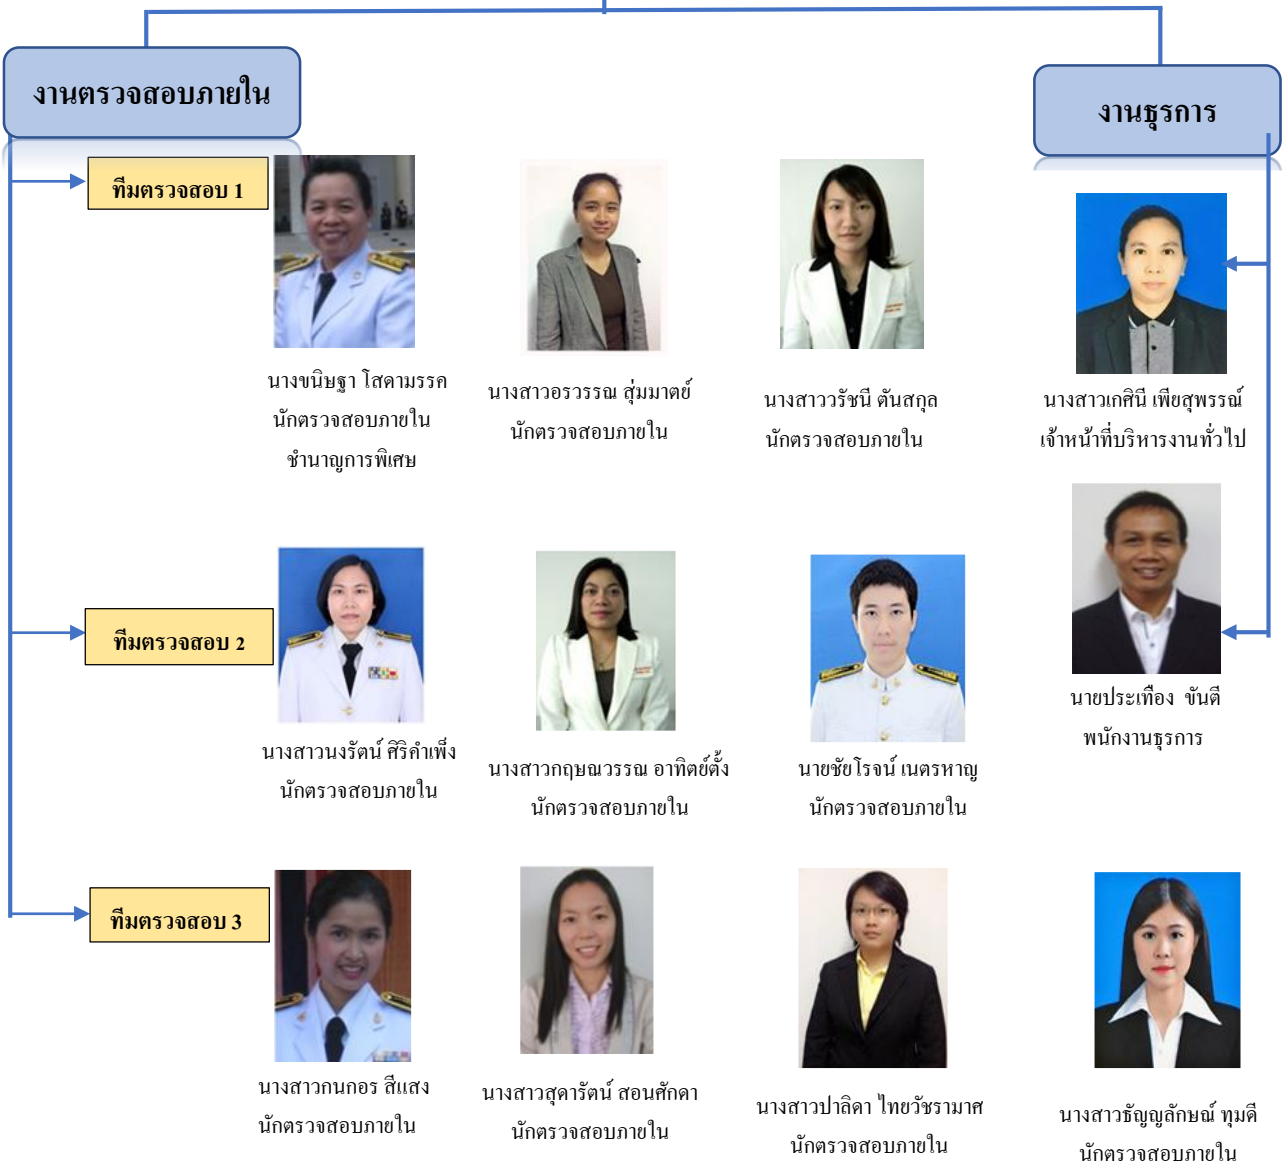 งานตรวจสอบภายใน
งานธุรการ
ทีมตรวจสอบ 1
นางขนิษฐา โสดามรรค
นักตรวจสอบภายใน
ชำนาญการพิเศษ
นางสาวอรวรรณ สุ่มมาตย์
นักตรวจสอบภายใน
นางสาววรัชนี ตันสกุล
นักตรวจสอบภายใน
นางสาวเกศินี เพียสุพรรณ์
เจ้าหน้าที่บริหารงานทั่วไป
ทีมตรวจสอบ 2
นางสาวนงรัตน์ ศิริคำเพิ่ง
นักตรวจสอบภายใน
นางสาวกฤษณวรรณ อาทิตย์ตั้ง
นักตรวจสอบภายใน
นายชัยโรจน์ เนตรหาญ
นักตรวจสอบภายใน
นายประเทือง ขันตี
พนักงานธุรการ
ทีมตรวจสอบ 3
นางสาวกนกอร สีแสง
นักตรวจสอบภายใน
นางสาวสุดารัตน์ สอนศักดา
นักตรวจสอบภายใน
นางสาวปาลิดา ไทยวัชรามาศ
นักตรวจสอบภายใน
นางสาวธัญญลักษณ์ ทุมดี
นักตรวจสอบภายใน